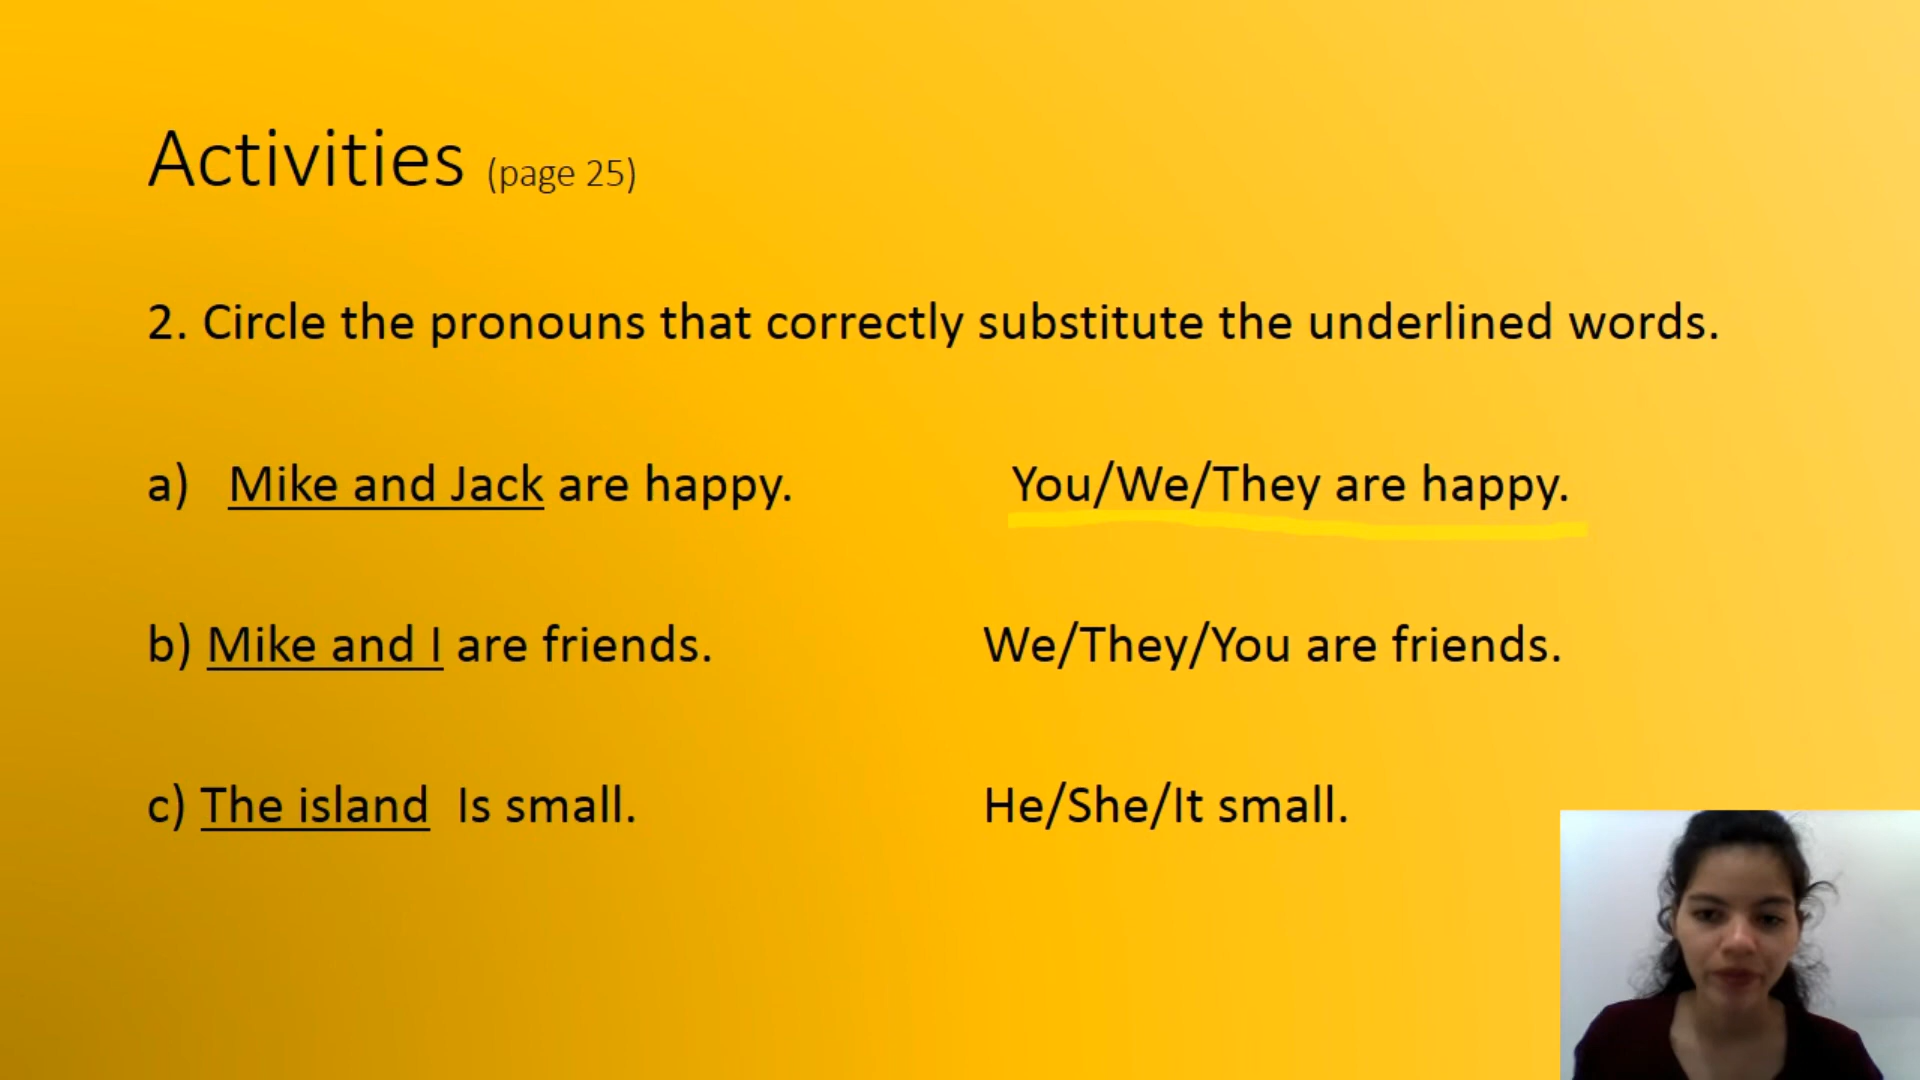 Activities (page 25)
2. Circle the pronouns that correctly substitute the underlined words.
a) Mike and Jack are happy. You/We/They are happy.
b) Mike and I are friends. We/They/You are friends.
c) The island Is small. He/She/It small.